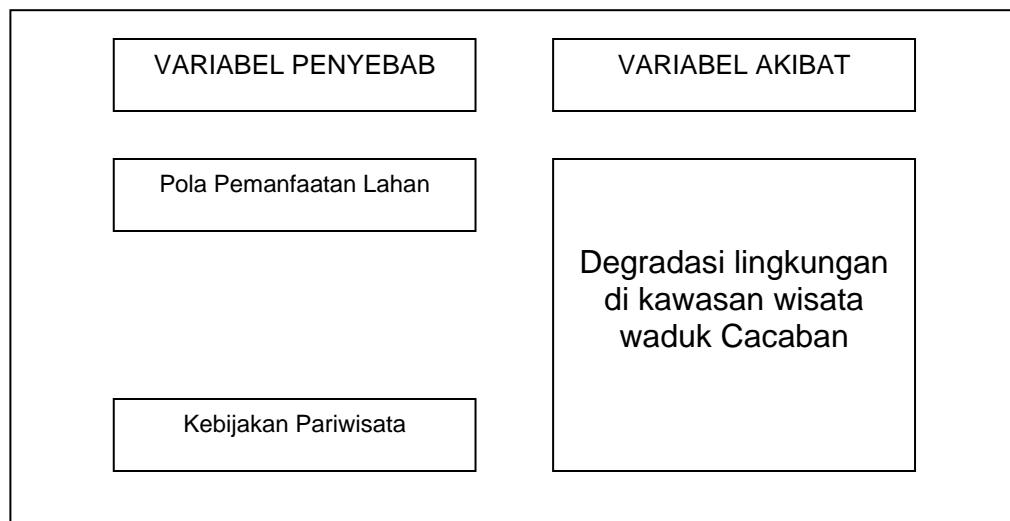 VARIABEL PENYEBAB
VARIABEL AKIBAT
Pola Pemanfaatan Lahan
Degradasi lingkungan
di kawasan wisata
waduk Cacaban
Kebijakan Pariwisata